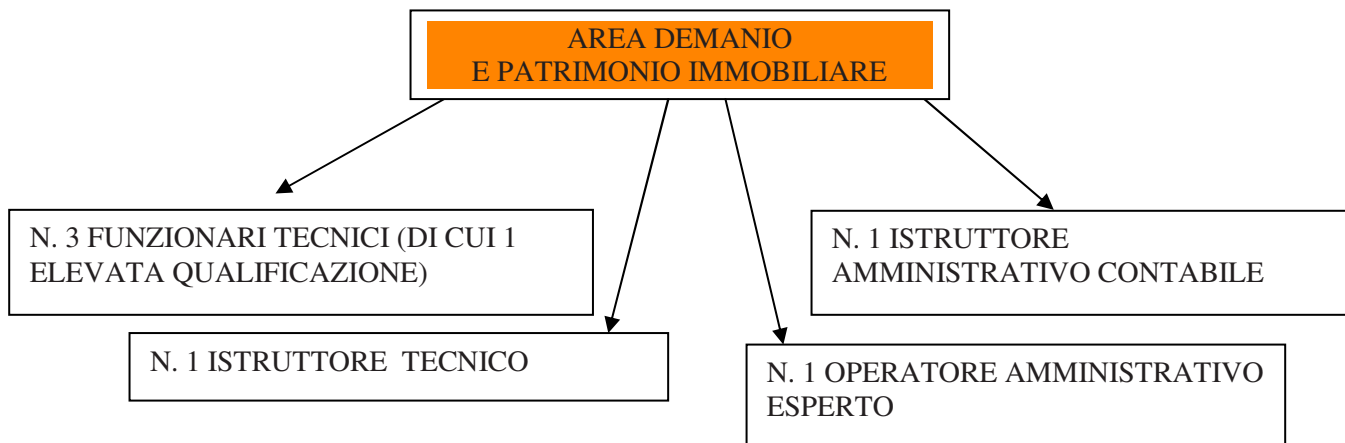 AREA DEMANIO
E PATRIMONIO IMMOBILIARE
N. 3 FUNZIONARI TECNICI (DI CUI 1
ELEVATA QUALIFICAZIONE)
N. 1 ISTRUTTORE
AMMINISTRATIVO CONTABILE
N. 1 ISTRUTTORE  TECNICO
N. 1 OPERATORE AMMINISTRATIVO
ESPERTO